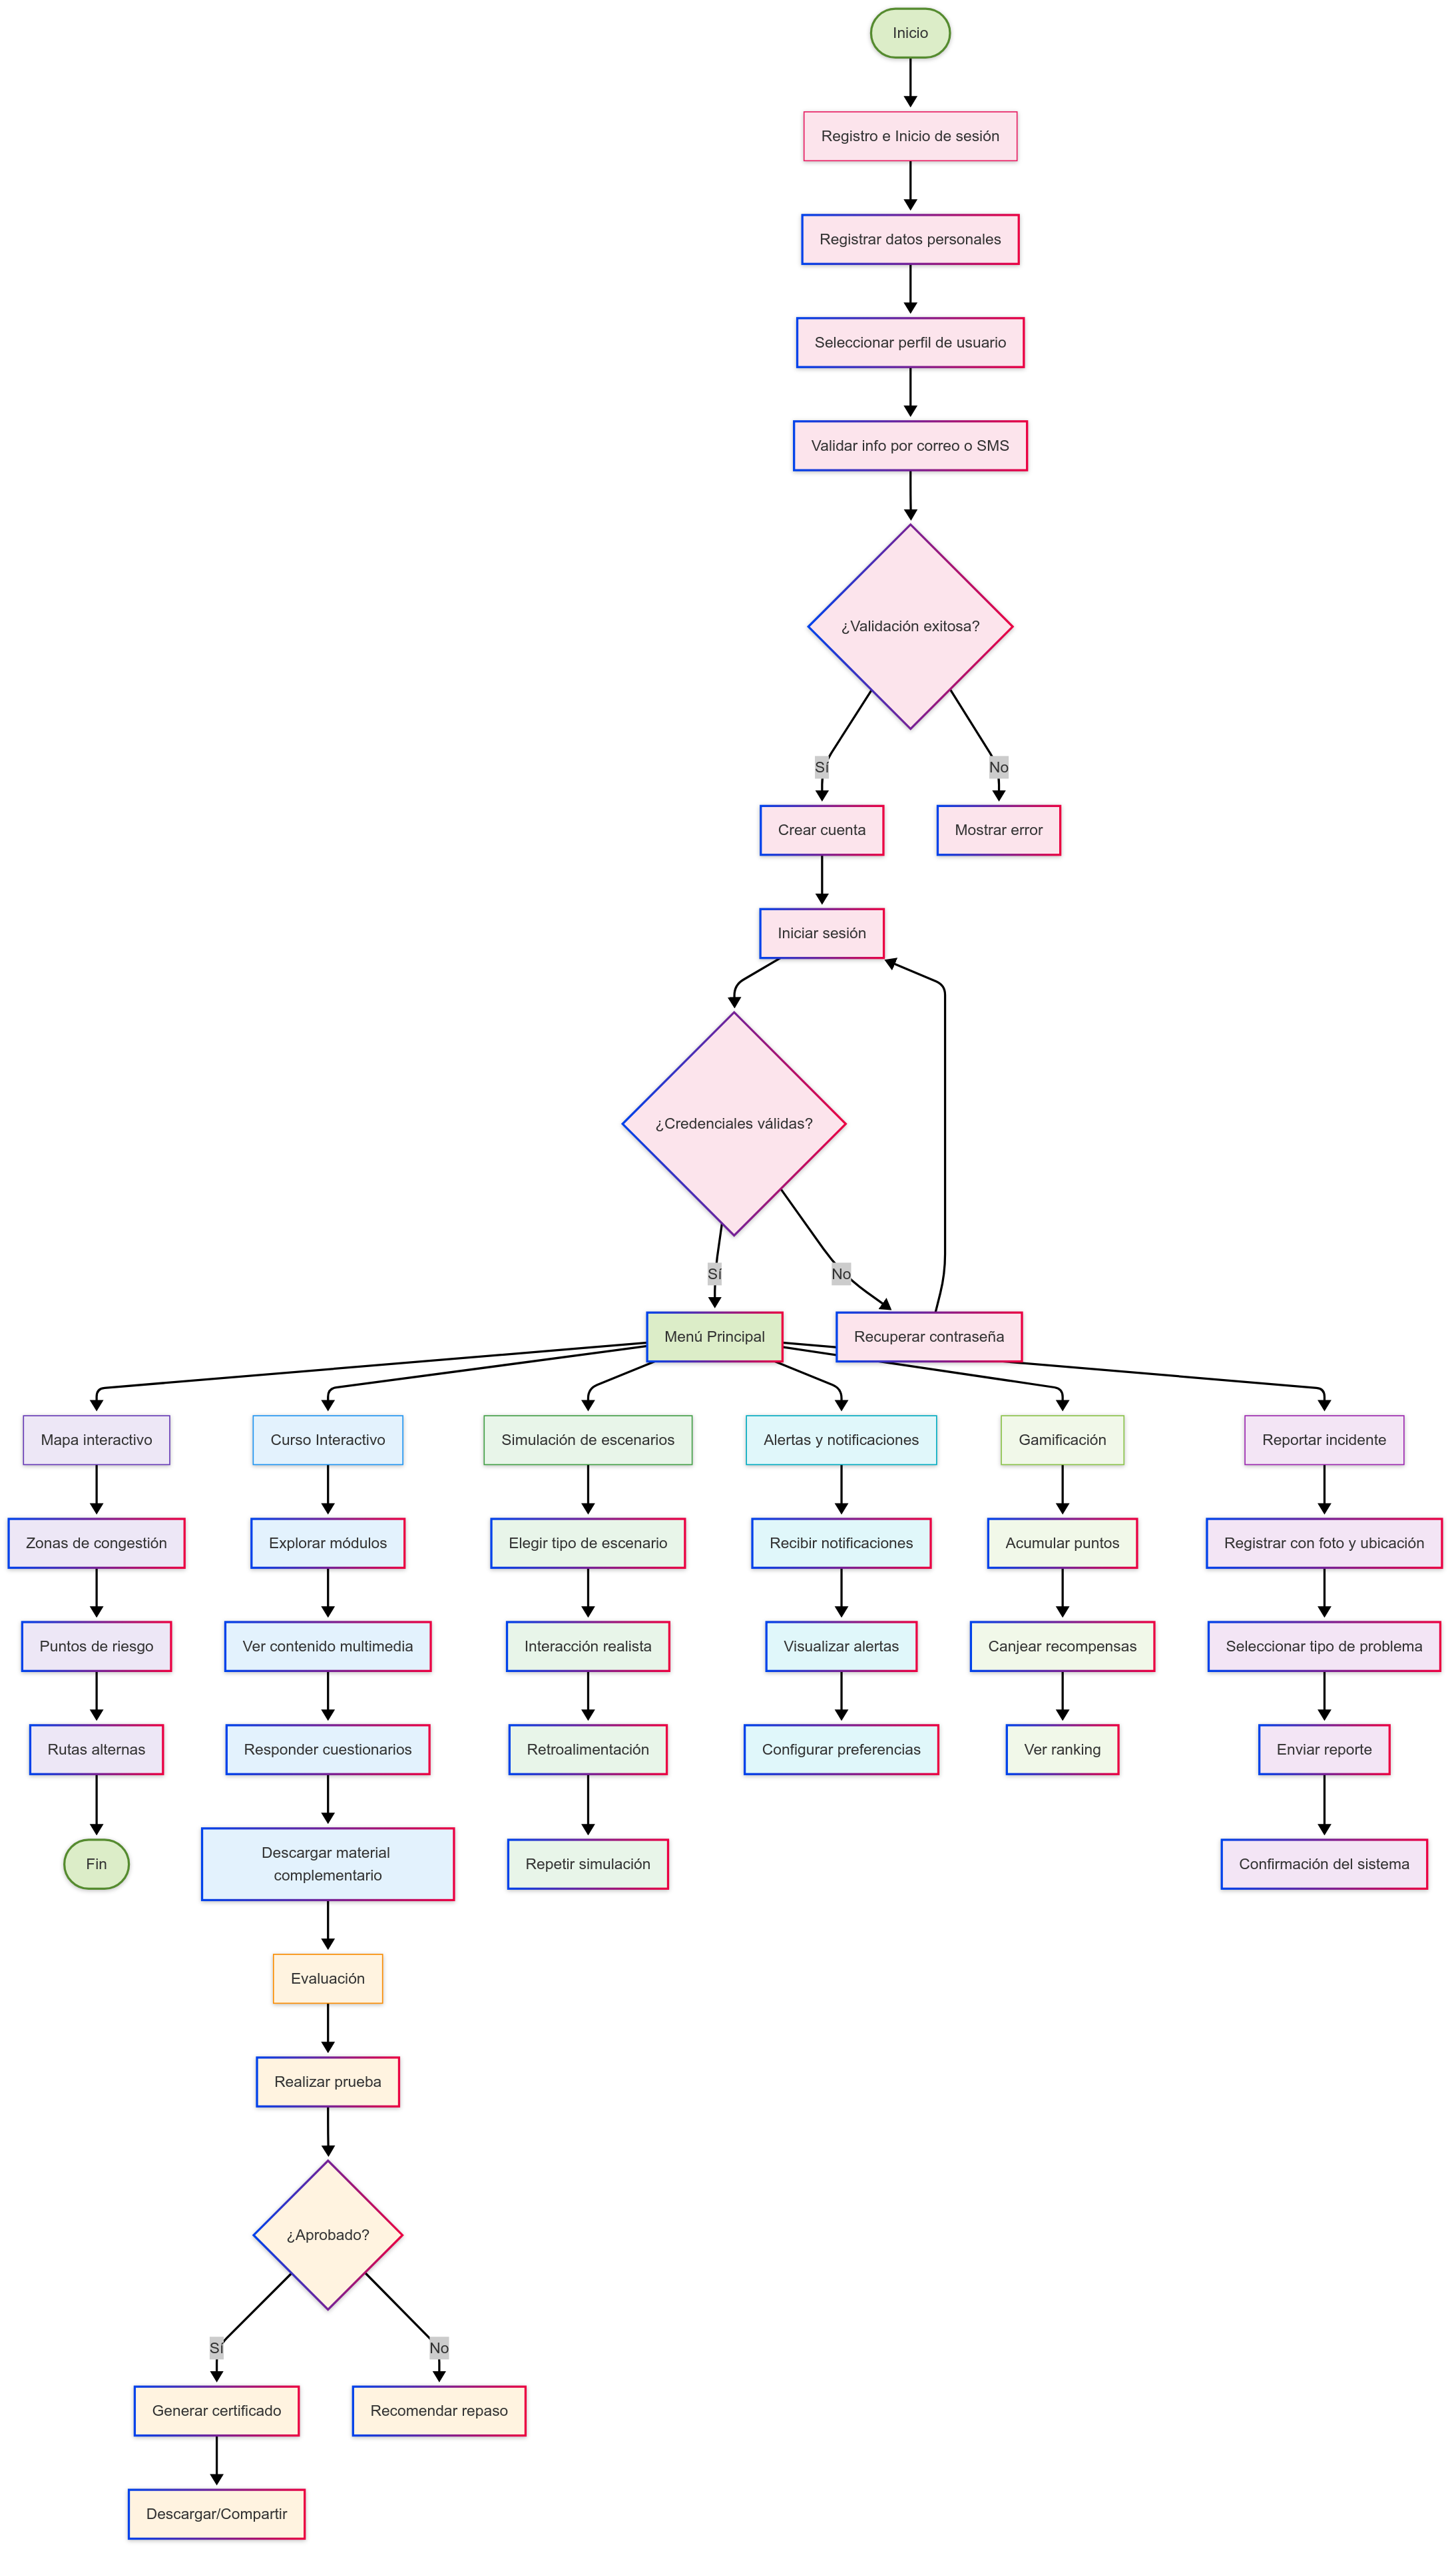 Inicio
Registro e Inicio de sesión
Registrar datos personales
Seleccionar perfil de usuario
Validar info por correo o SMS
¿Validación exitosa?
Sí
No
Crear cuenta
Mostrar error
Iniciar sesión
¿Credenciales válidas?
Sí
No
Menú Principal
Recuperar contraseña
Mapa interactivo
Curso Interactivo
Simulación de escenarios
Alertas y notificaciones
Gamificación
Reportar incidente
Zonas de congestión
Explorar módulos
Elegir tipo de escenario
Recibir notificaciones
Acumular puntos
Registrar con foto y ubicación
Puntos de riesgo
Ver contenido multimedia
Interacción realista
Visualizar alertas
Canjear recompensas
Seleccionar tipo de problema
Rutas alternas
Responder cuestionarios
Retroalimentación
Configurar preferencias
Ver ranking
Enviar reporte
Fin
Descargar material
complementario
Repetir simulación
Confirmación del sistema
Evaluación
Realizar prueba
¿Aprobado?
Sí
No
Generar certificado
Recomendar repaso
Descargar/Compartir